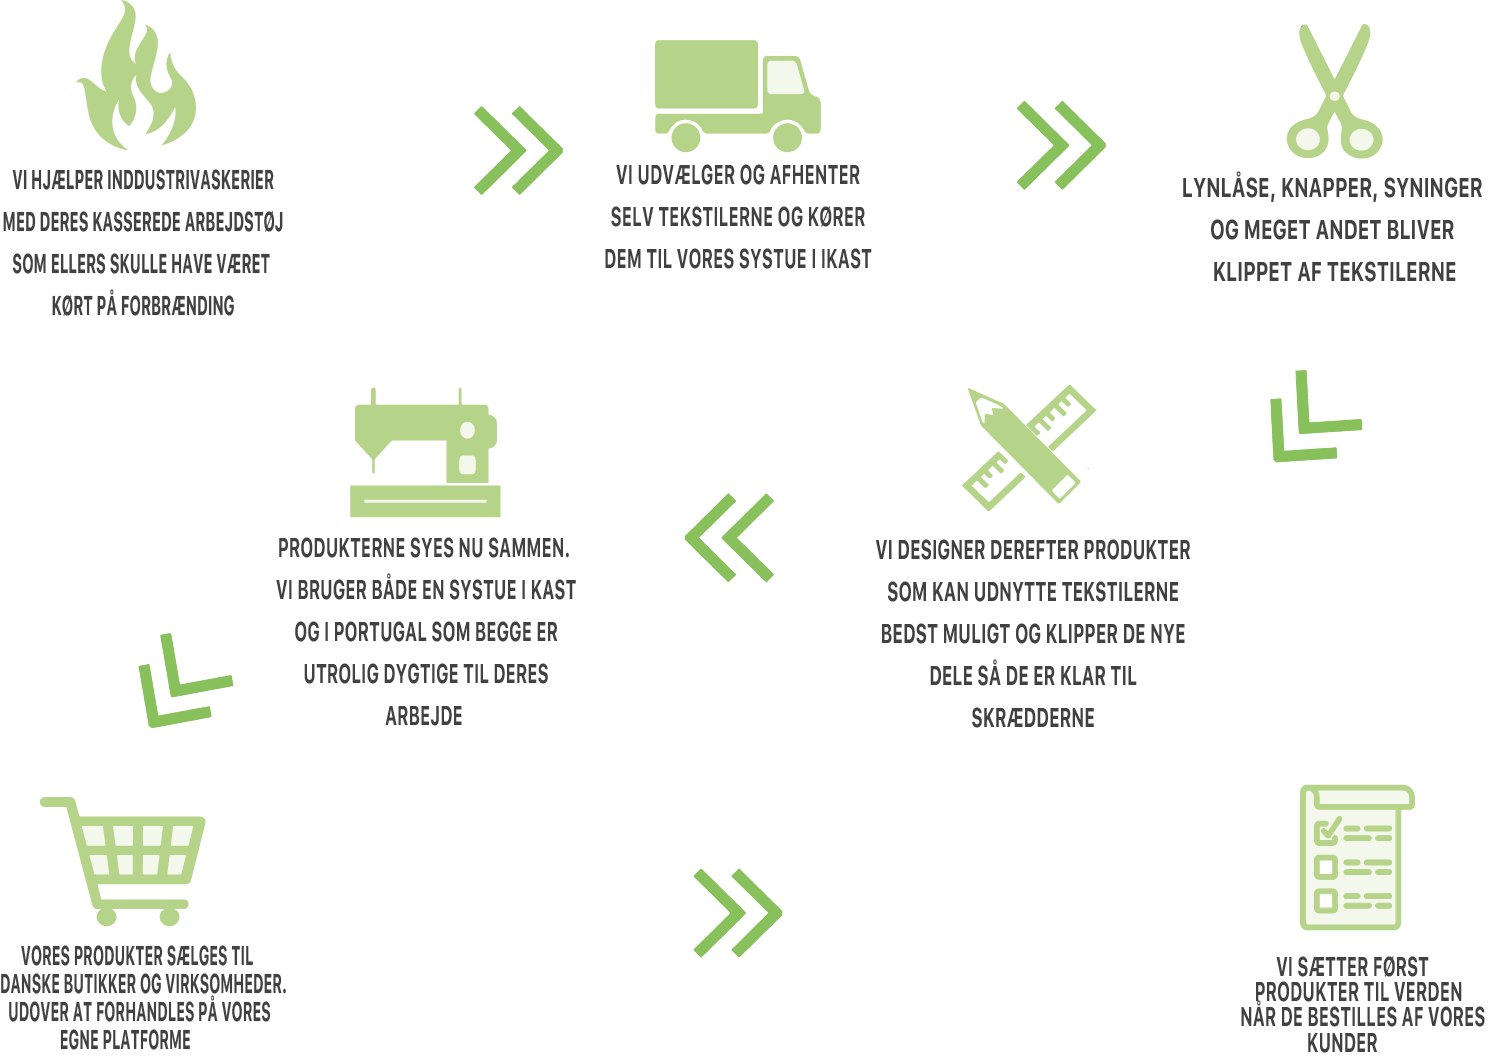 VI HJÆLPER INDDUSTRIVASKERIER
MED DERES KASSEREDE ARBEJDSTØJ
SOM ELLERS SKULLE HAVE VÆRET
KØRT PÅ FORBRÆNDING
VI UDVÆLGER OG AFHENTER
SELV TEKSTILERNE OG KØRER
DEM TIL VORES SYSTUE I IKAST
LYNLÅSE, KNAPPER, SYNINGER
OG MEGET ANDET BLIVER
KLIPPET AF TEKSTILERNE
VI DESIGNER DEREFTER PRODUKTER
SOM KAN UDNYTTE TEKSTILERNE
BEDST MULIGT OG KLIPPER DE NYE
DELE SÅ DE ER KLAR TIL
SKRÆDDERNE
PRODUKTERNE SYES NU SAMMEN.
VI BRUGER BÅDE EN SYSTUE I KAST
OG I PORTUGAL SOM BEGGE ER
UTROLIG DYGTIGE TIL DERES
ARBEJDE
VORES PRODUKTER SÆLGES TIL
DANSKE BUTIKKER OG VIRKSOMHEDER.
UDOVER AT FORHANDLES PÅ VORES
EGNE PLATFORME
VI SÆTTER FØRST
PRODUKTER TIL VERDEN
NÅR DE BESTILLES AF VORES
KUNDER